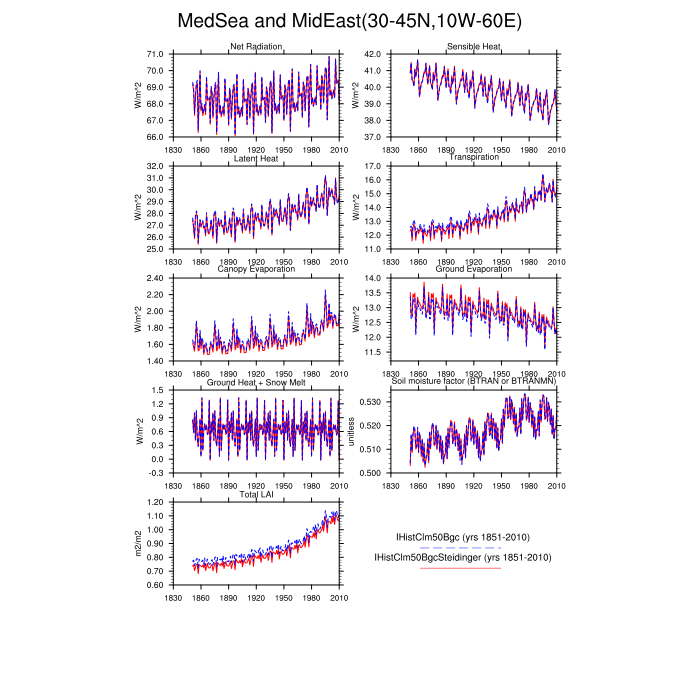 MedSea and MidEast(30-45N,10W-60E)
Net Radiation
Sensible Heat
W/m^2
71.0
70.0
69.0
68.0
67.0
66.0
1830 1860 1890 1920 1950 1980 2010
W/m^2
42.0
41.0
40.0
39.0
38.0
37.0
1830 1860 1890 1920 1950 1980 2010
Latent Heat
Transpiration
W/m^2
32.0
31.0
30.0
29.0
28.0
27.0
26.0
25.0
1830 1860 1890 1920 1950 1980 2010
W/m^2
17.0
16.0
15.0
14.0
13.0
12.0
11.0
1830 1860 1890 1920 1950 1980 2010
Canopy Evaporation
Ground Evaporation
W/m^2
2.40
2.20
2.00
1.80
1.60
1.40
1830 1860 1890 1920 1950 1980 2010
W/m^2
14.0
13.5
13.0
12.5
12.0
11.5
1830 1860 1890 1920 1950 1980 2010
Ground Heat + Snow Melt
Soil moisture factor (BTRAN or BTRANMN)
W/m^2
1.5
1.2
0.9
0.6
0.3
0.0
-0.3
1830 1860 1890 1920 1950 1980 2010
unitless
0.530
0.520
0.510
0.500
1830 1860 1890 1920 1950 1980 2010
Total LAI
m2/m2
1.20
1.10
1.00
0.90
0.80
0.70
0.60
1830 1860 1890 1920 1950 1980 2010
IHistClm50Bgc (yrs 1851-2010)
IHistClm50BgcSteidinger (yrs 1851-2010)